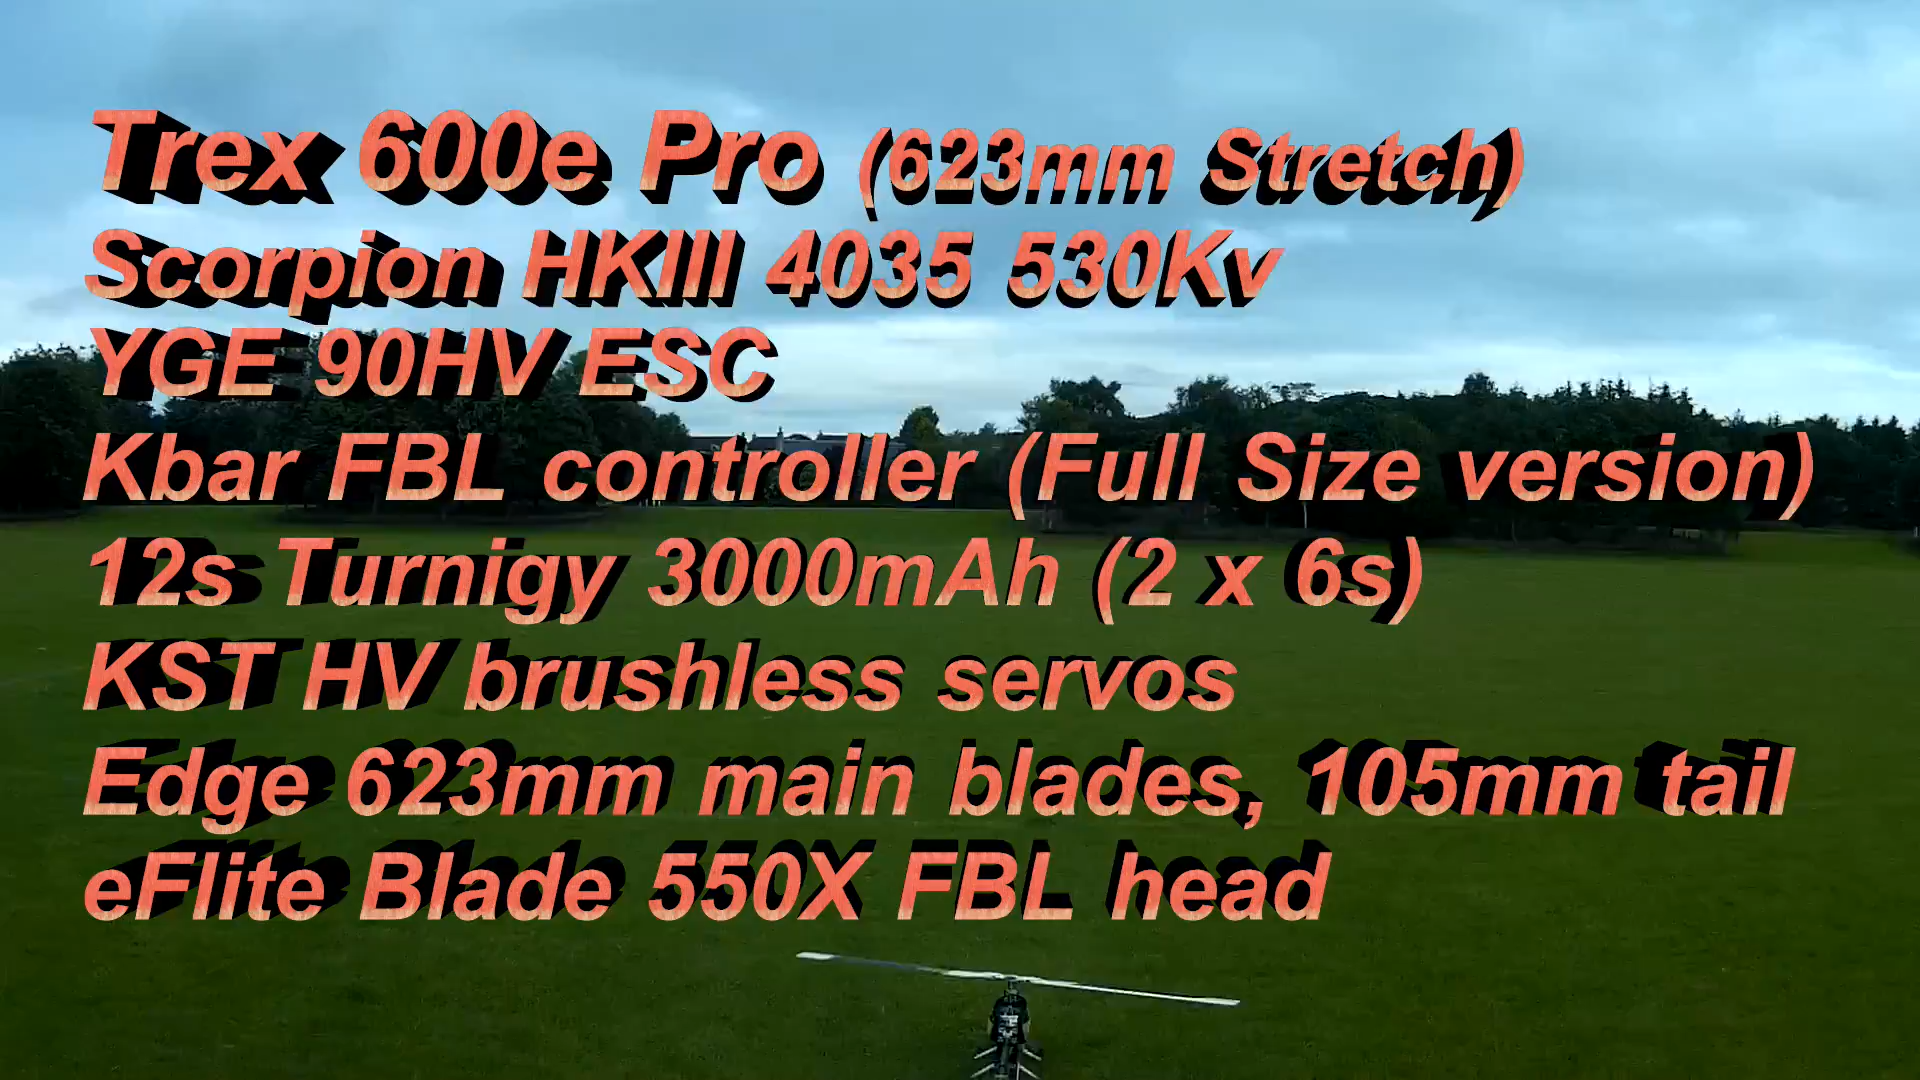 Trex 600e Pro (623mm Stretch)
Scorpion HKIII 4035 530Kv
YGE 90HV ESC
Kbar FBL controller (Full Size version)
12s Turnigy 3000mAh (2 x 6s)
KST HV brushless servos
Edge 623mm main blades, 105mm tail
eFlite Blade 550X FBL head